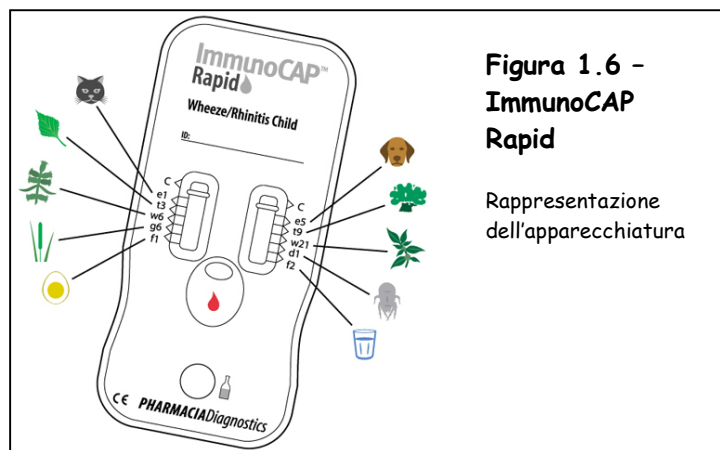 ImmunoCAP™
Rapid
Wheeze/Rhinitis Child
ID:
C
e1
t3
w6
g6
f1
C
e5
t9
w21
d1
f2
CE PHARMACIADiagnostics
Figura 1.6 –
ImmunoCAP
Rapid
Rappresentazione
dell'apparecchiatura